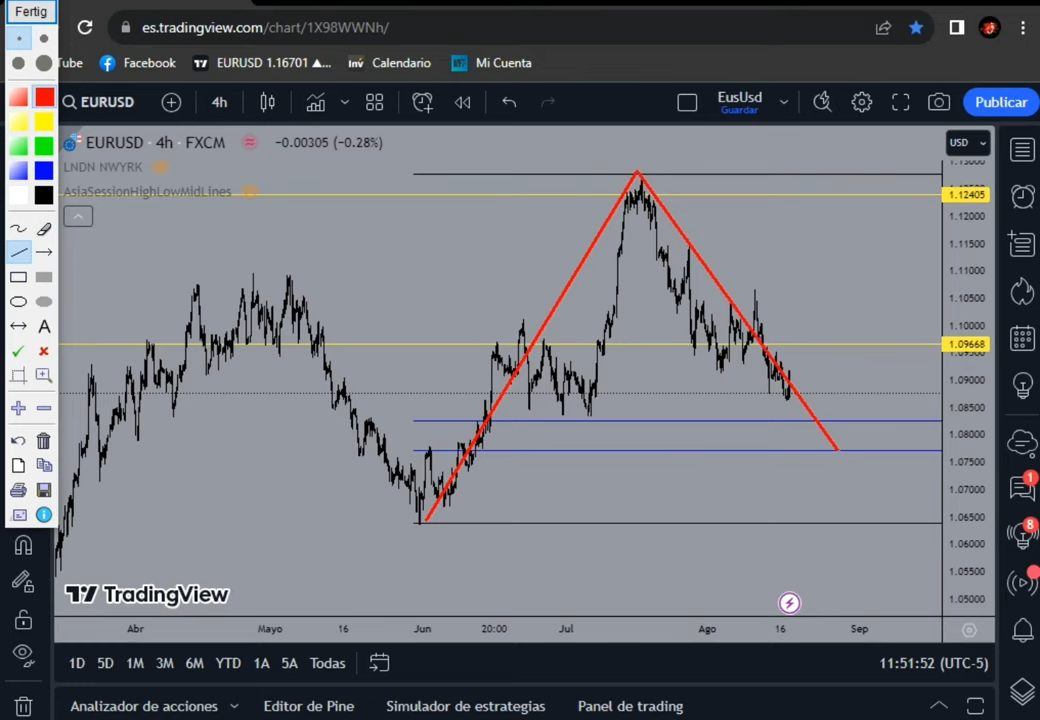 Fertig
es.tradingview.com/chart/1X98WWNh/
Tube
Facebook
EURUSD 1.16701 ▲...
Inv Calendario
Mi Cuenta
EURUSD
4h
EusUsd
Guardar
Publicar
EURUSD · 4h · FXCM
−0.00305 (−0.28%)
USD
LNDN NWYRK
AsiaSessionHighLowMidLines
1.13000
1.12405
1.12000
1.11500
1.11000
1.10500
1.10000
1.09668
1.09500
1.09000
1.08500
1.08000
1.07500
1.07000
1.06500
1.06000
1.05500
1.05000
A
1
8
TradingView
Abr
Mayo
16
Jun
20:00
Jul
Ago
16
Sep
1D
5D
1M
3M
6M
YTD
1A
5A
Todas
11:51:52 (UTC-5)
Analizador de acciones
Editor de Pine
Simulador de estrategias
Panel de trading